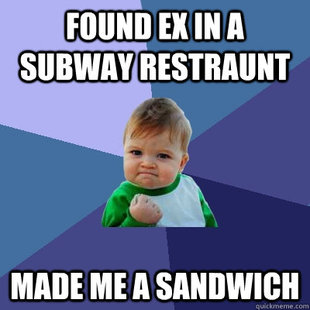 FOUND EX IN A
SUBWAY RESTRAUNT
MADE ME A SANDWICH
quickmeme.com